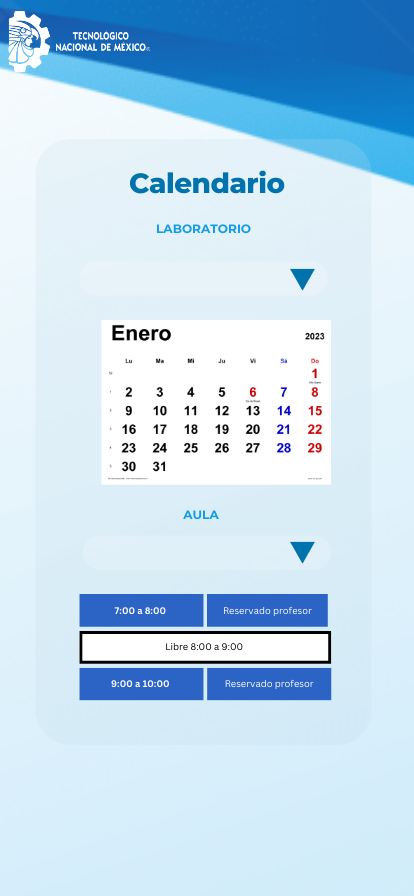 TECNOLÓGICO
NACIONAL DE MÉXICO
Calendario
LABORATORIO
Enero 2023
Lu Ma Mi Ju Vi Sá Do
1
2 3 4 5 6 7 8
9 10 11 12 13 14 15
16 17 18 19 20 21 22
23 24 25 26 27 28 29
30 31
AULA
7:00 a 8:00 Reservado profesor
Libre 8:00 a 9:00
9:00 a 10:00 Reservado profesor